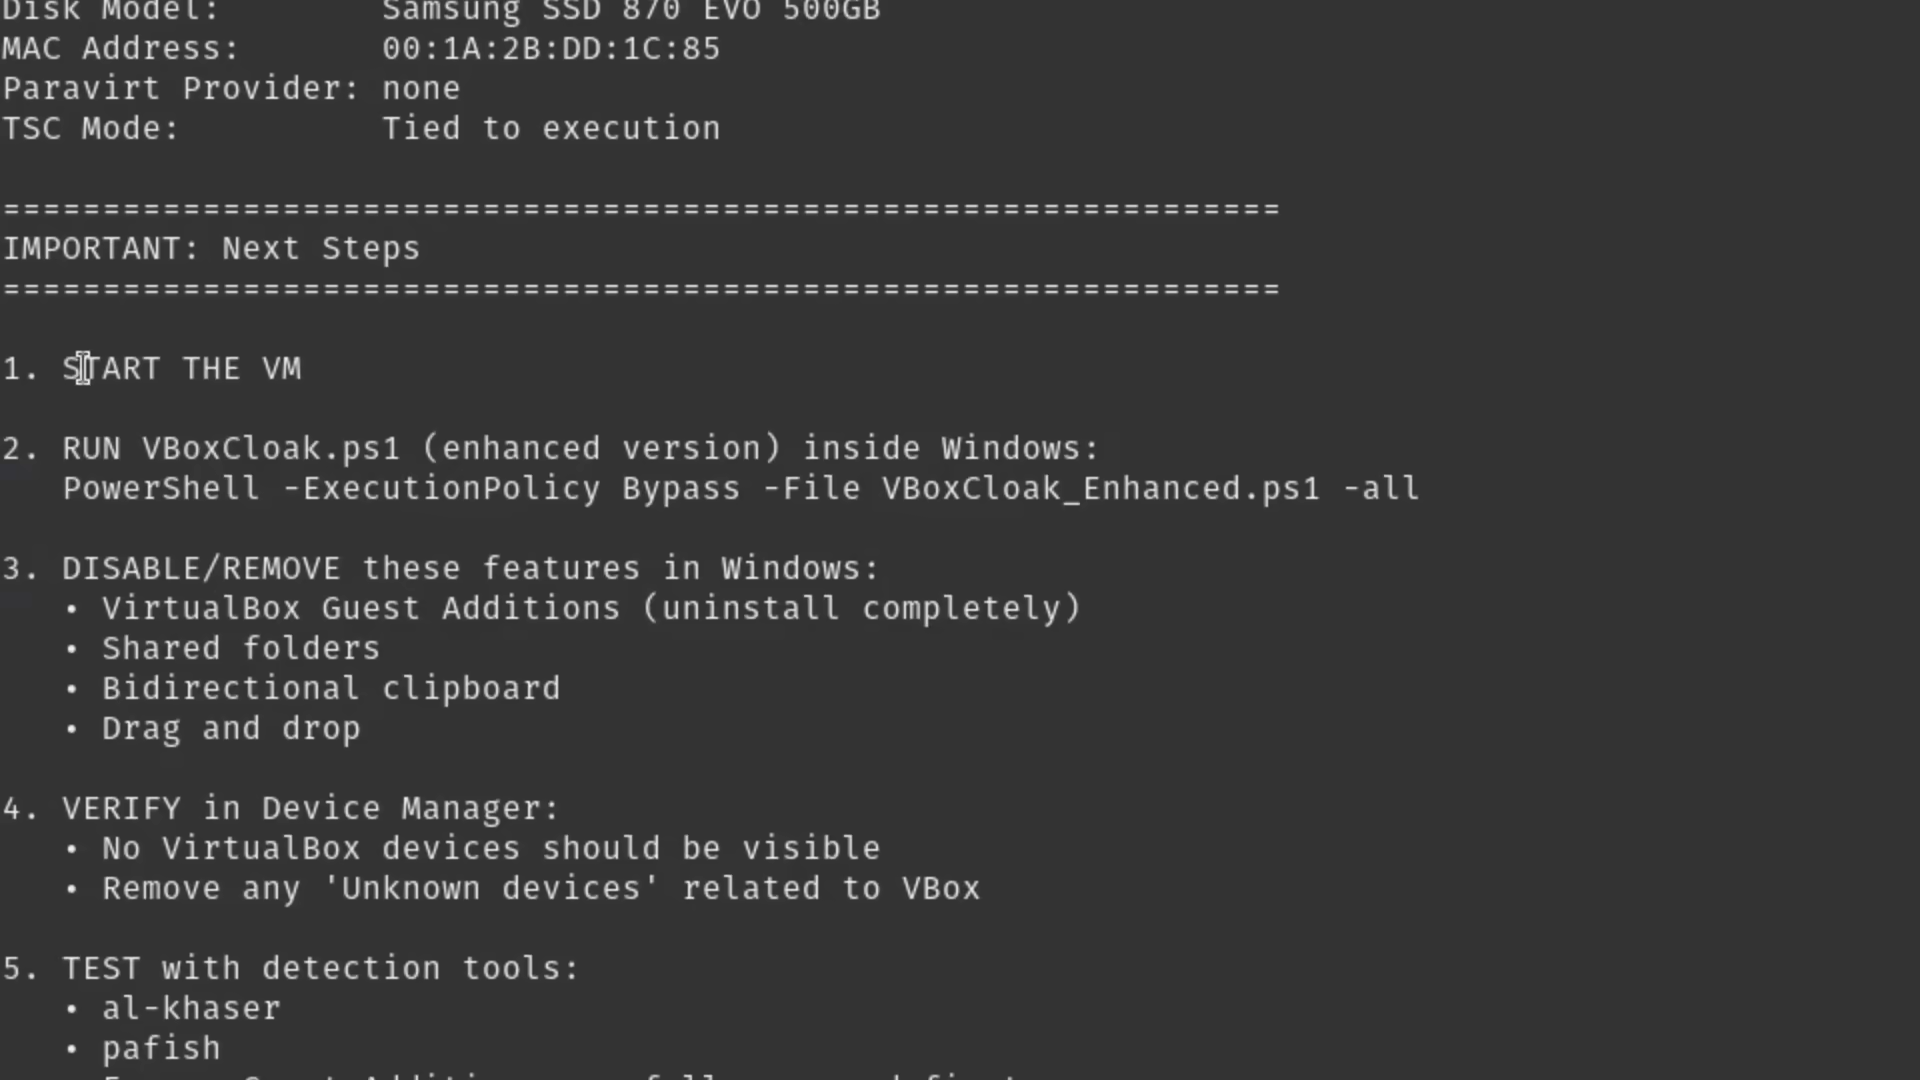 Disk Model: Samsung SSD 870 EVO 500GB
MAC Address: 00:1A:2B:DD:1C:85
Paravirt Provider: none
TSC Mode: Tied to execution
================================================================
IMPORTANT: Next Steps
================================================================
1. START THE VM
2. RUN VBoxCloak.ps1 (enhanced version) inside Windows:
PowerShell -ExecutionPolicy Bypass -File VBoxCloak_Enhanced.ps1 -all
3. DISABLE/REMOVE these features in Windows:
• VirtualBox Guest Additions (uninstall completely)
• Shared folders
• Bidirectional clipboard
• Drag and drop
4. VERIFY in Device Manager:
• No VirtualBox devices should be visible
• Remove any 'Unknown devices' related to VBox
5. TEST with detection tools:
• al-khaser
• pafish